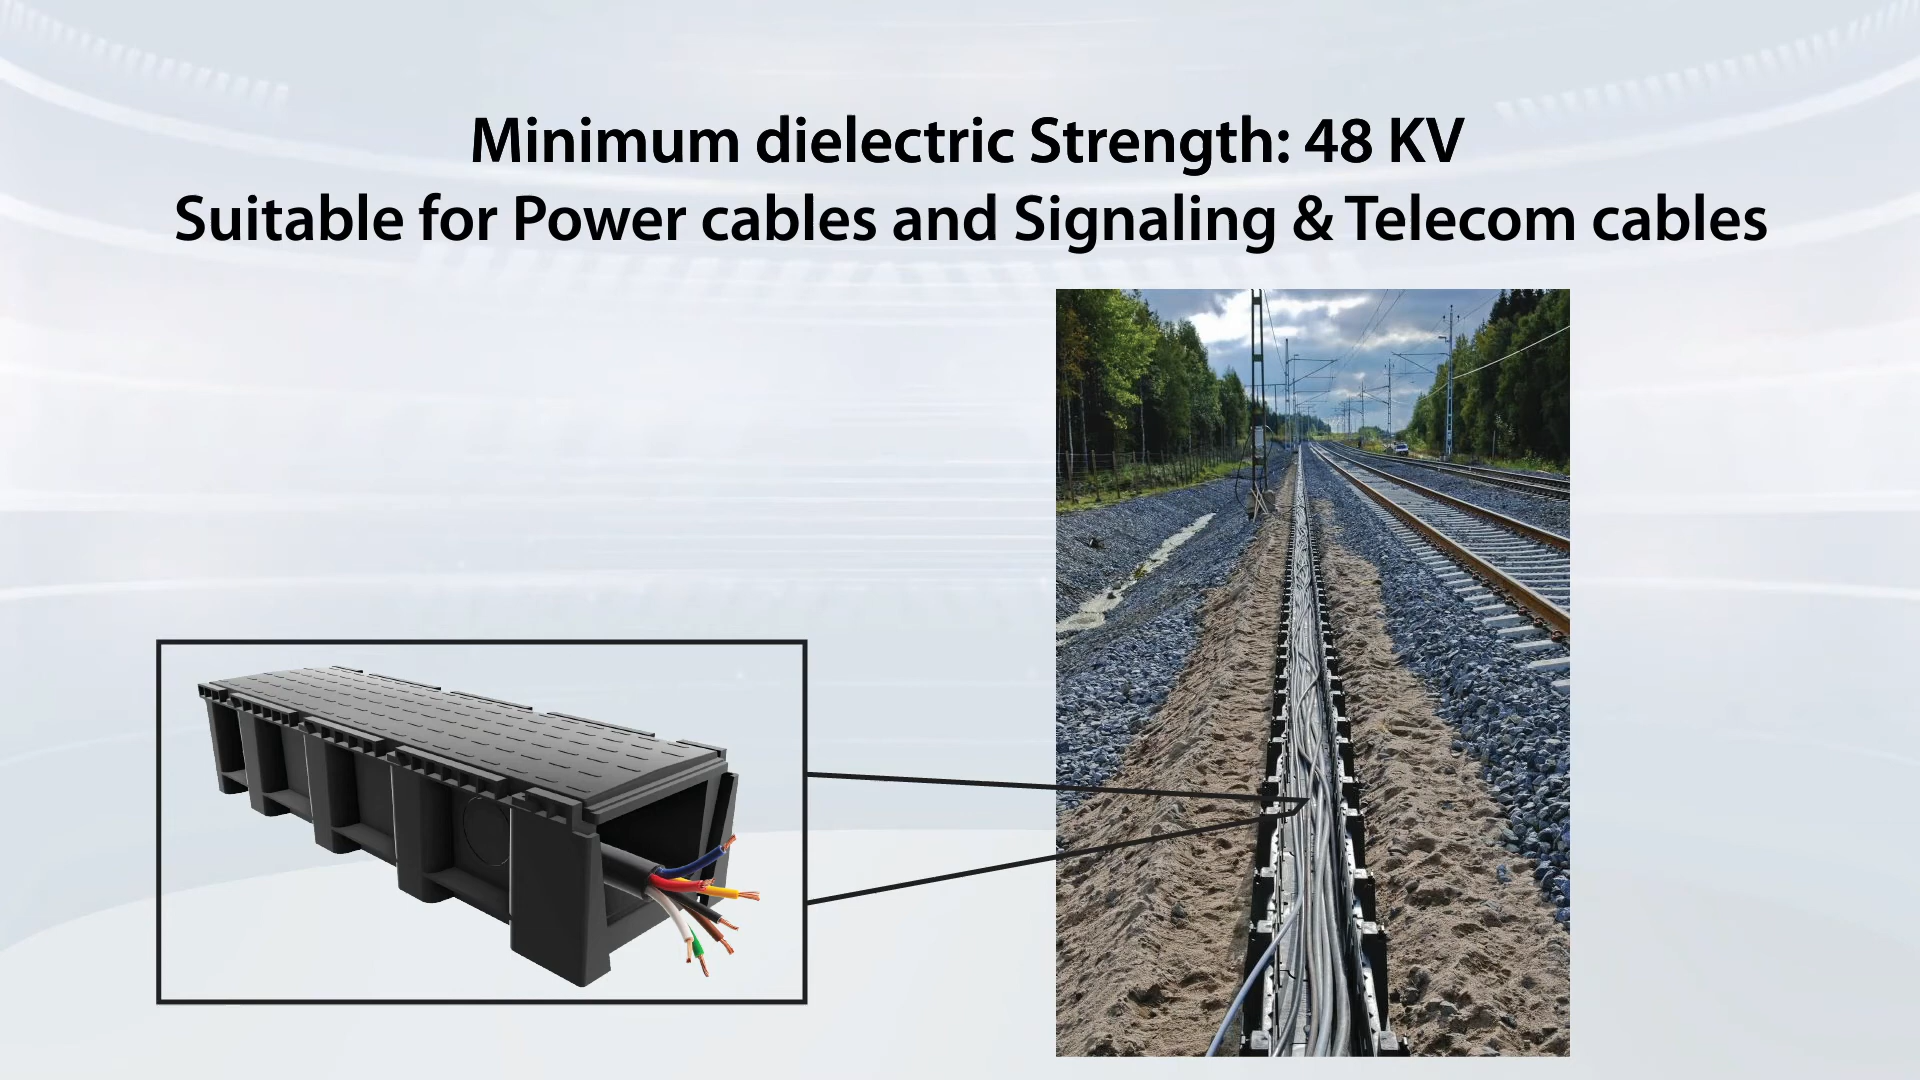 Minimum dielectric Strength: 48 KV
Suitable for Power cables and Signaling & Telecom cables